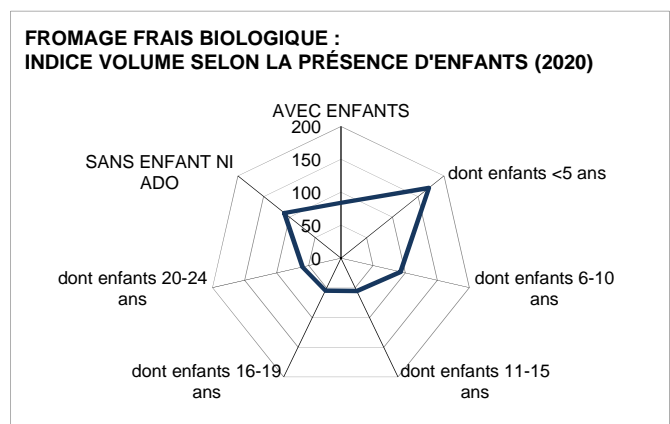 FROMAGE FRAIS BIOLOGIQUE :
INDICE VOLUME SELON LA PRÉSENCE D'ENFANTS (2020)
AVEC ENFANTS
200
150
100
50
0
dont enfants <5 ans
dont enfants 6-10
ans
dont enfants 11-15
ans
dont enfants 16-19
ans
dont enfants 20-24
ans
SANS ENFANT NI
ADO